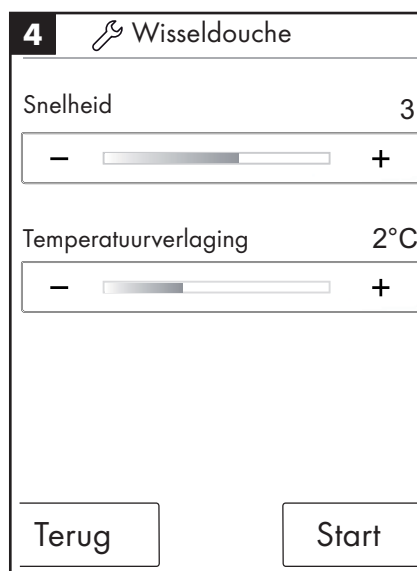 4 Wisseldouche
Snelheid 3
− +
Temperatuurverlaging 2°C
− +
Terug Start